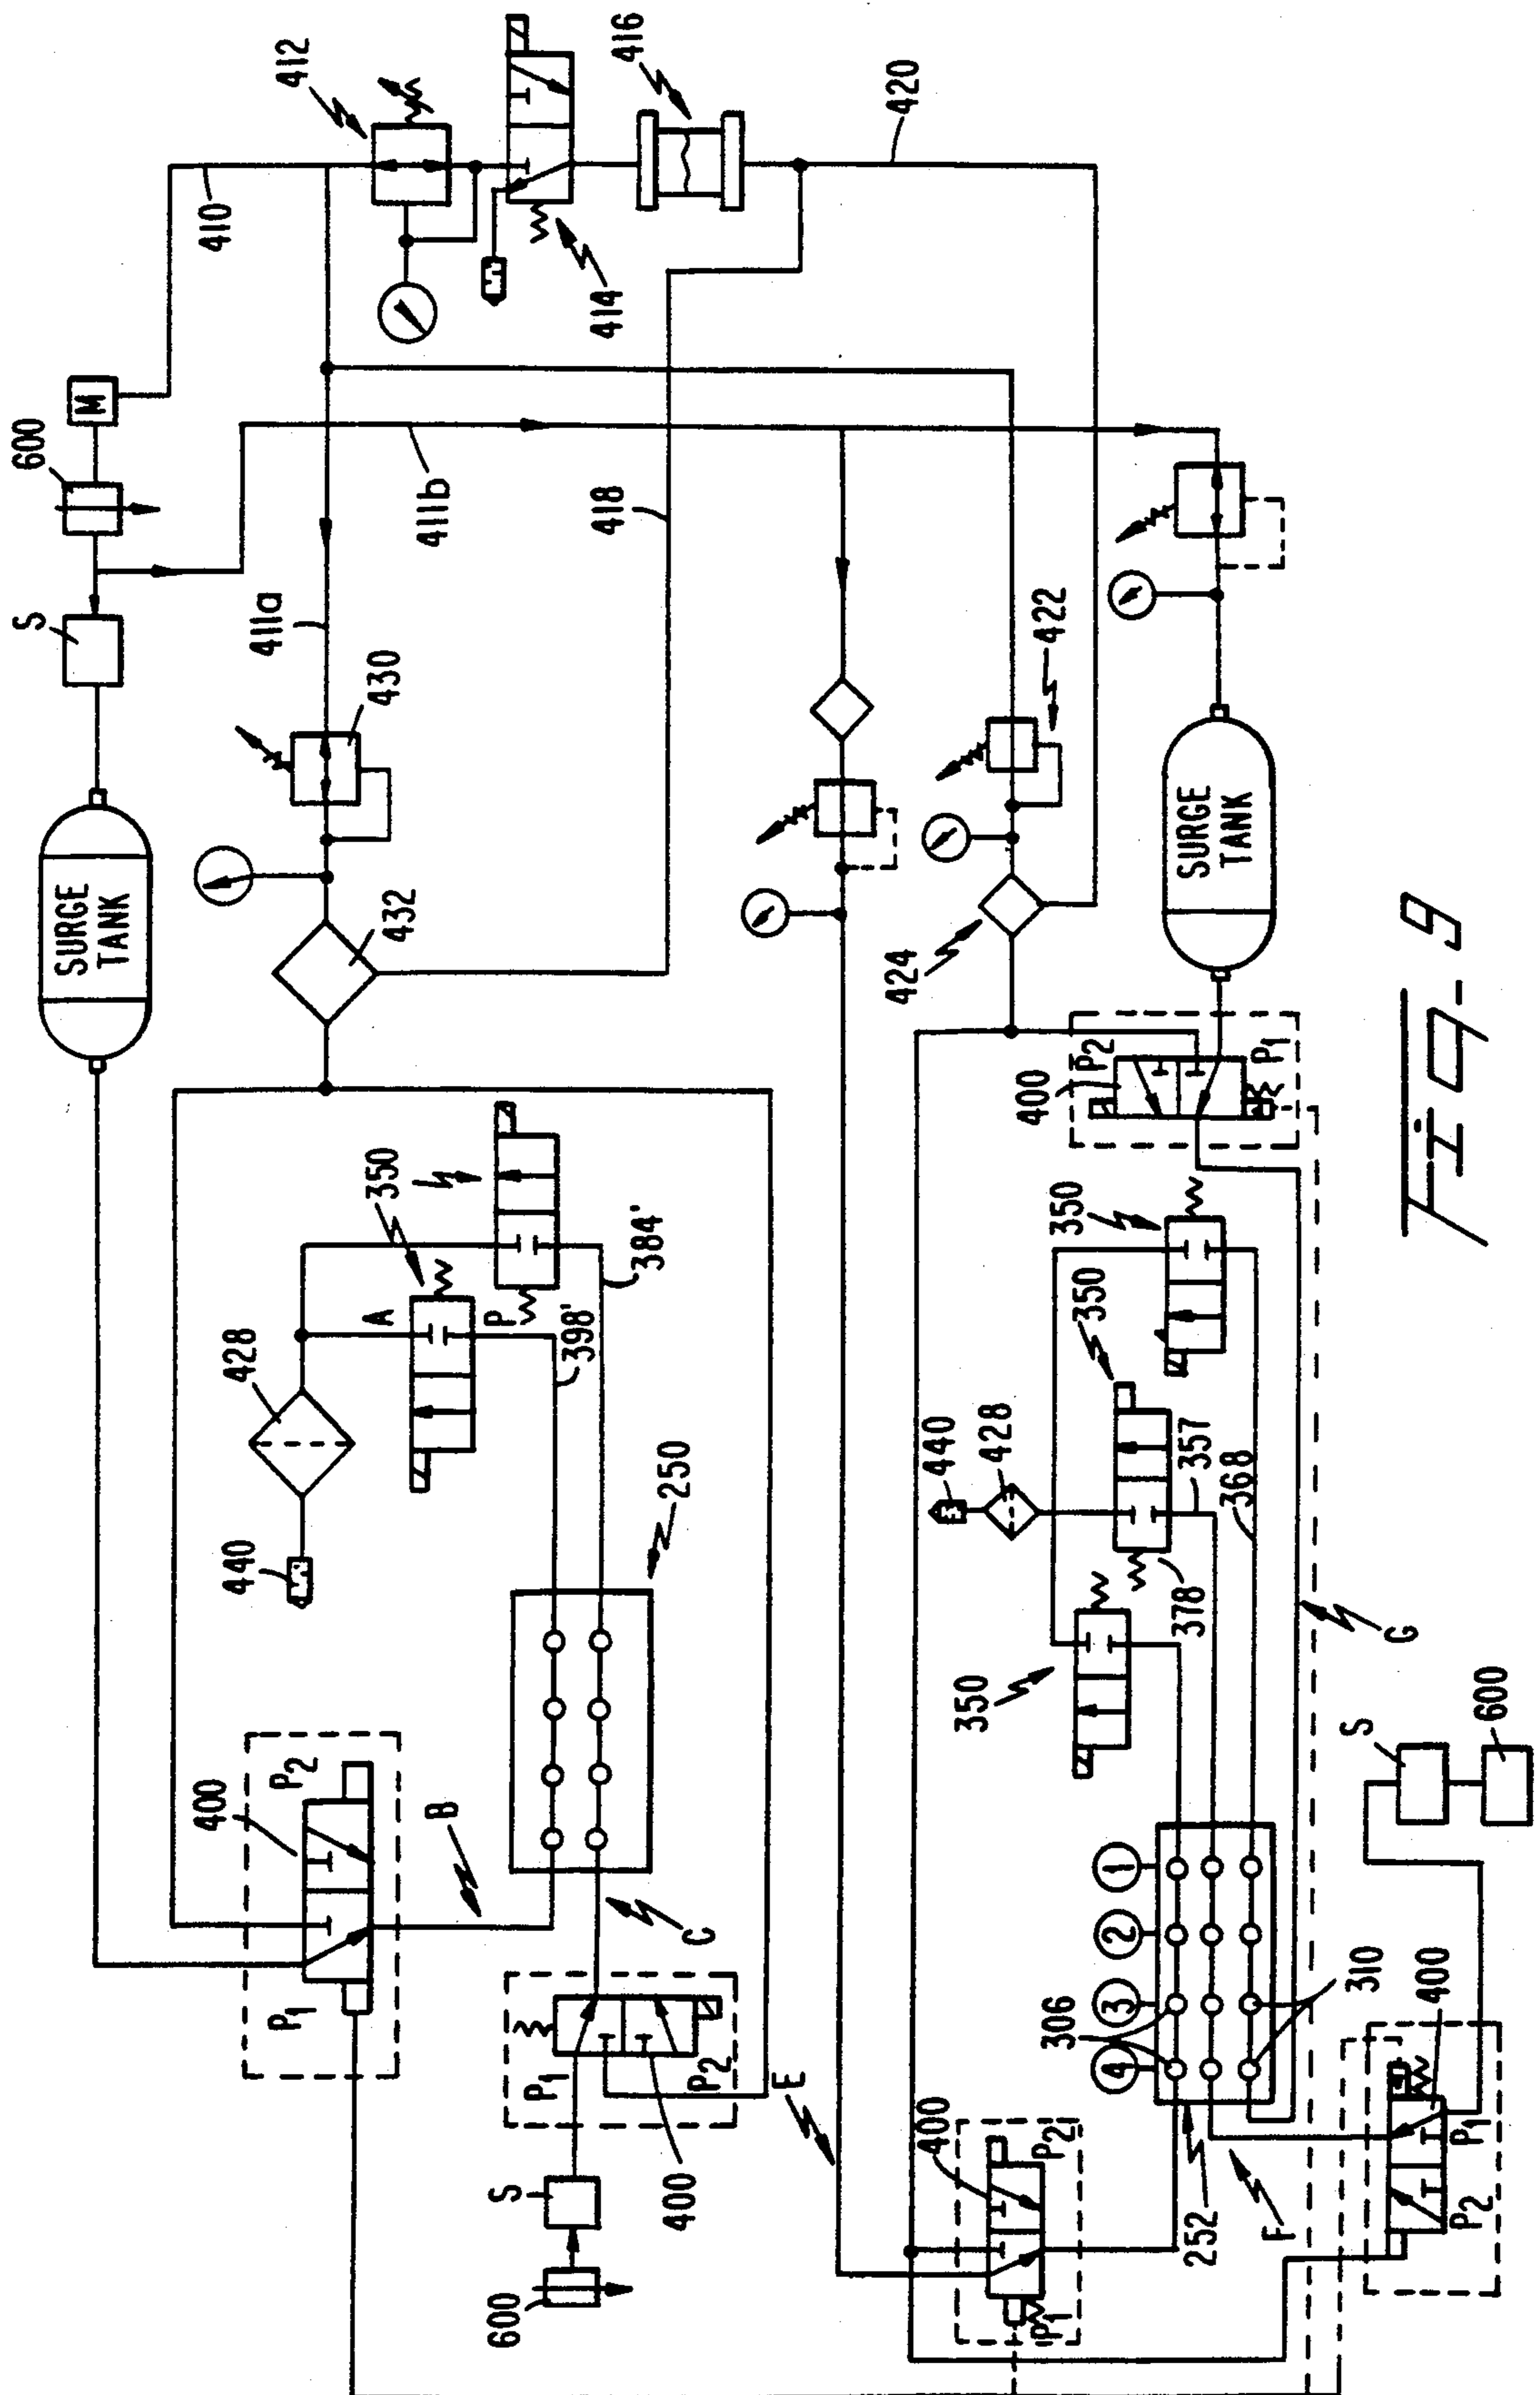 416
412
420
410
414
M
600
418
411b
S
411a
422
430
SURGE
TANK
432
SURGE
TANK
424
P2
400
P1
350
384'
A
P
398'
350
350
428
440
428
357
368
378
440
250
350
G
S
600
400
P2
P1
B
C
1
2
3
4
306
310
400
P1
P2
E
400
P2
P1
S
400
600
252
F
P1
P2
FIG. 9